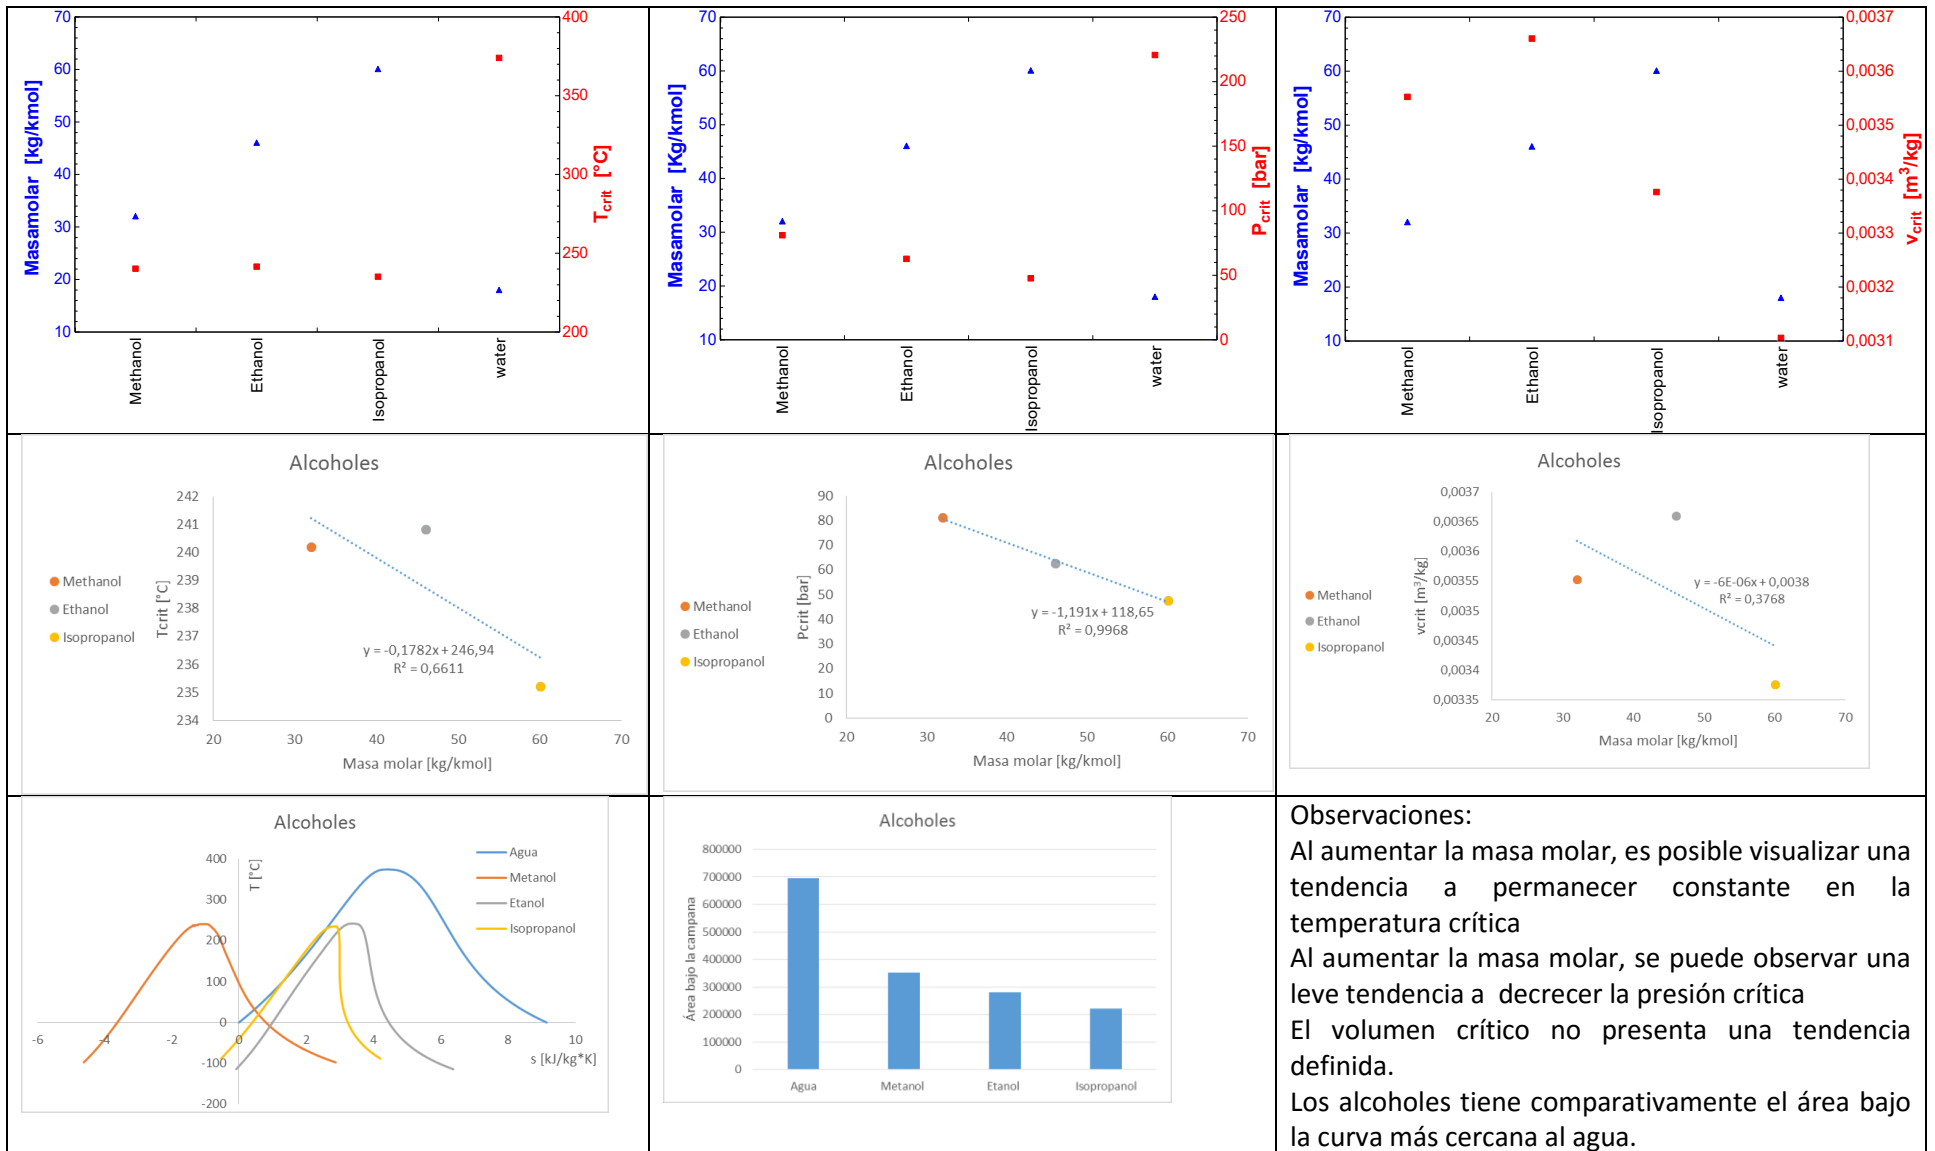 70
60
50
40
30
20
10
Masamolar [kg/kmol]
400
350
300
250
200
Tcrit [°C]
Methanol
Ethanol
Isopropanol
water
70
60
50
40
30
20
10
Masamolar [Kg/kmol]
250
200
150
100
50
0
Pcrit [bar]
Methanol
Ethanol
Isopropanol
water
70
60
50
40
30
20
10
Masamolar [kg/kmol]
0,0037
0,0036
0,0035
0,0034
0,0033
0,0032
0,0031
vcrit [m3/kg]
Methanol
Ethanol
Isopropanol
water
Alcoholes
242
241
240
239
238
237
236
235
234
Tcrit [°C]
Methanol
Ethanol
Isopropanol
y = -0,1782x + 246,94
R² = 0,6611
20 30 40 50 60 70
Masa molar [kg/kmol]
Alcoholes
90
80
70
60
50
40
30
20
10
0
Pcrit [bar]
Methanol
Ethanol
Isopropanol
y = -1,191x + 118,65
R² = 0,9968
20 30 40 50 60 70
Masa molar [kg/kmol]
Alcoholes
0,0037
0,00365
0,0036
0,00355
0,0035
0,00345
0,0034
0,00335
vcrit [m³/kg]
Methanol
Ethanol
Isopropanol
y = -6E-06x + 0,0038
R² = 0,3768
20 30 40 50 60 70
Masa molar [kg/kmol]
Alcoholes
400
300
200
100
0
-100
-200
T [°C]
Agua
Metanol
Etanol
Isopropanol
-6 -4 -2 0 2 4 6 8 10
s [kJ/kg*K]
Alcoholes
800000
700000
600000
500000
400000
300000
200000
100000
0
Área bajo la campana
Agua Metanol Etanol Isopropanol
Observaciones:
Al aumentar la masa molar, es posible visualizar una
tendencia a permanecer constante en la
temperatura crítica
Al aumentar la masa molar, se puede observar una
leve tendencia a decrecer la presión crítica
El volumen crítico no presenta una tendencia
definida.
Los alcoholes tiene comparativamente el área bajo
la curva más cercana al agua.